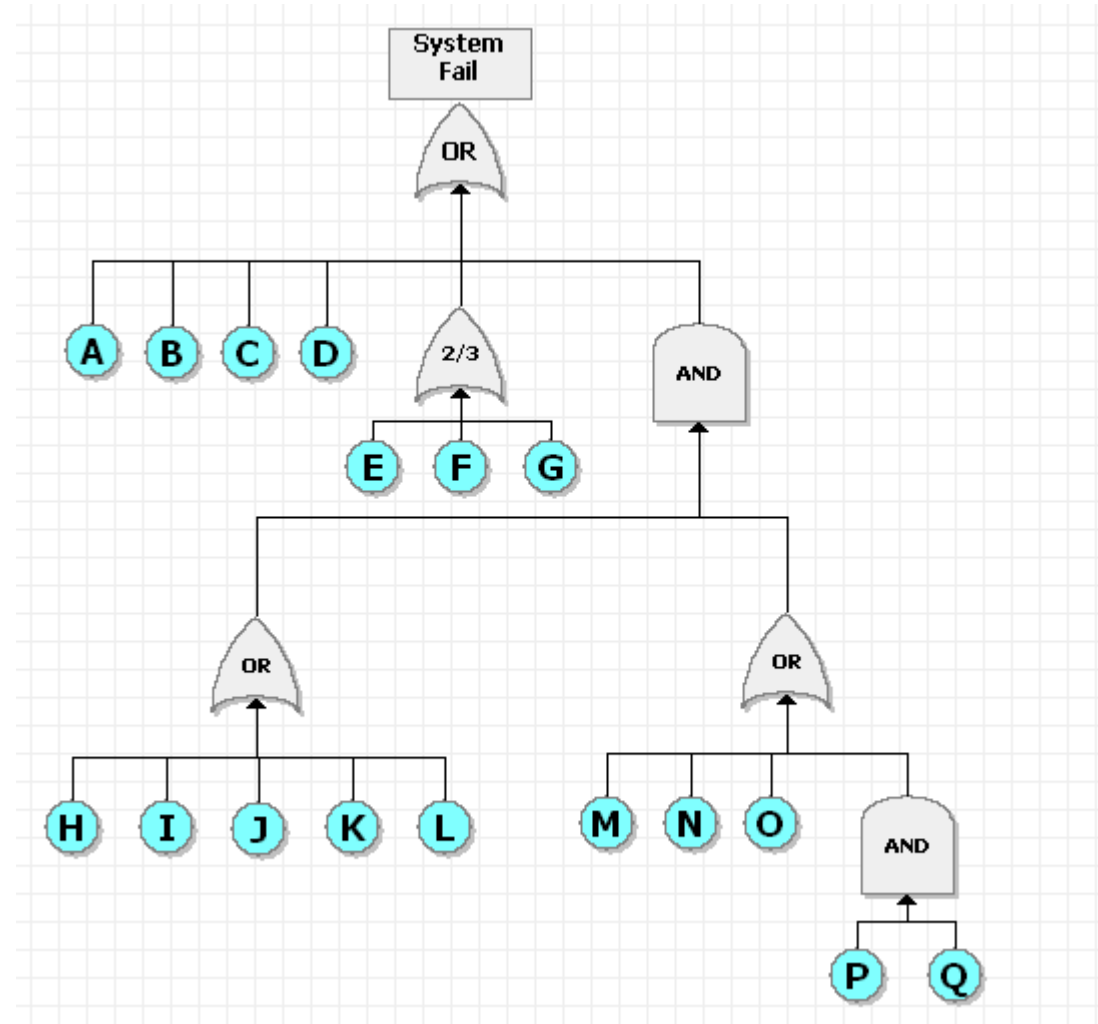 System
Fail
OR
A B C D
2/3
AND
E F G
OR
OR
H I J K L
M N O
AND
P Q